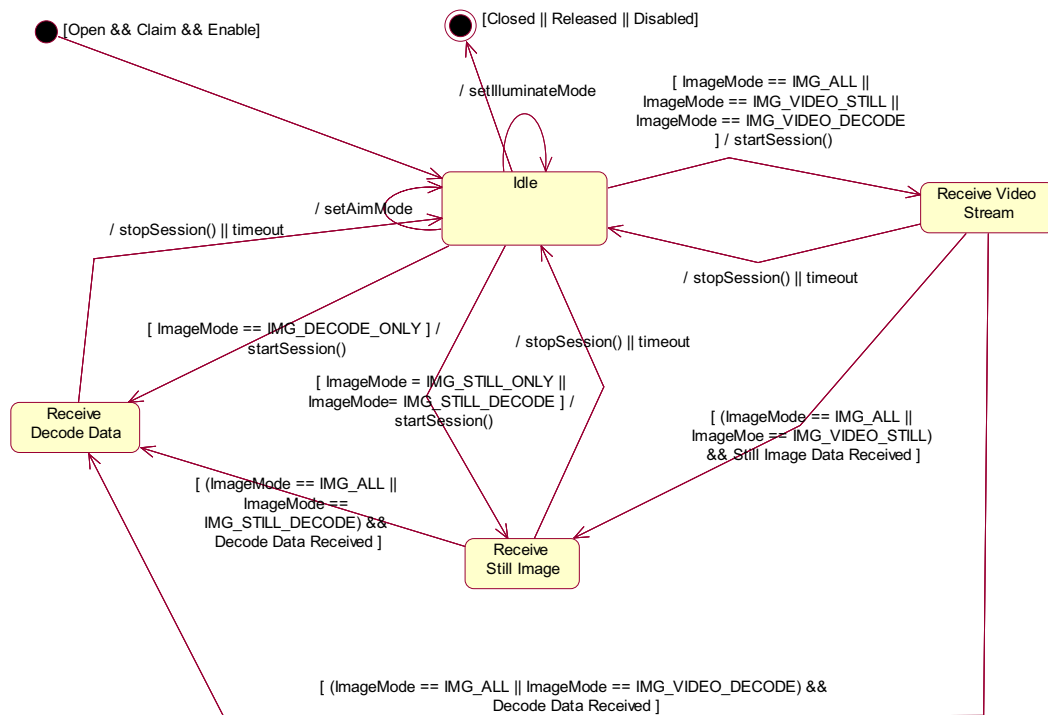 [Open && Claim && Enable]
[Closed || Released || Disabled]
/ setIlluminateMode
[ ImageMode == IMG_ALL ||
ImageMode == IMG_VIDEO_STILL ||
ImageMode == IMG_VIDEO_DECODE
] / startSession()
Idle
Receive Video
Stream
/ setAimMode
/ stopSession() || timeout
/ stopSession() || timeout
[ ImageMode == IMG_DECODE_ONLY ] /
startSession()
/ stopSession() || timeout
[ ImageMode = IMG_STILL_ONLY ||
ImageMode= IMG_STILL_DECODE ] /
startSession()
Receive
Decode Data
[ (ImageMode == IMG_ALL ||
ImageMoe == IMG_VIDEO_STILL)
&& Still Image Data Received ]
[ (ImageMode == IMG_ALL ||
ImageMode ==
IMG_STILL_DECODE) &&
Decode Data Received ]
Receive
Still Image
[ (ImageMode == IMG_ALL || ImageMode == IMG_VIDEO_DECODE) &&
Decode Data Received ]